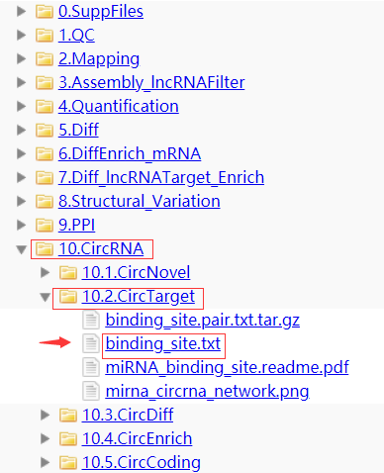 0.SuppFiles
1.QC
2.Mapping
3.Assembly_lncRNAFilter
4.Quantification
5.Diff
6.DiffEnrich_mRNA
7.Diff_lncRNATarget_Enrich
8.Structural_Variation
9.PPI
10.CircRNA
10.1.CircNovel
10.2.CircTarget
binding_site.pair.txt.tar.gz
binding_site.txt
miRNA_binding_site.readme.pdf
mirna_circrna_network.png
10.3.CircDiff
10.4.CircEnrich
10.5.CircCoding